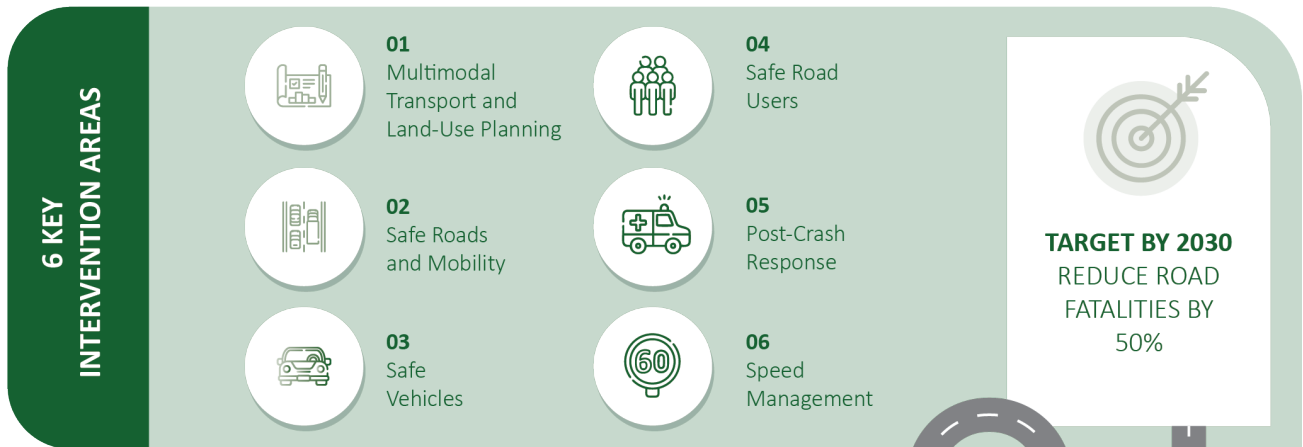 6 KEY
INTERVENTION AREAS
01
Multimodal
Transport and
Land-Use Planning
02
Safe Roads
and Mobility
03
Safe
Vehicles
04
Safe Road
Users
05
Post-Crash
Response
60
06
Speed
Management
TARGET BY 2030
REDUCE ROAD
FATALITIES BY
50%